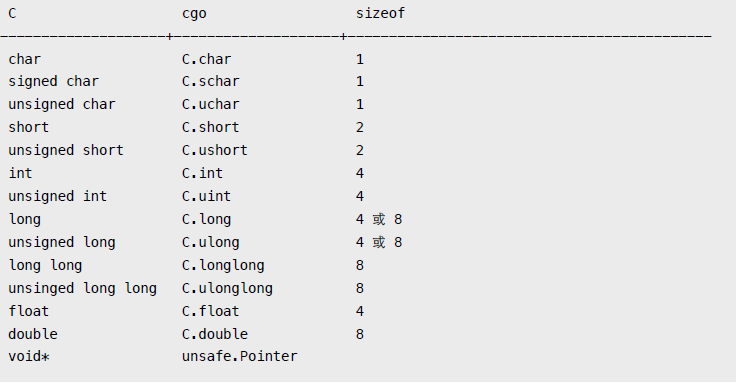 C cgo sizeof
--------------------+--------------------+------------------------------------------
char C.char 1
signed char C.schar 1
unsigned char C.uchar 1
short C.short 2
unsigned short C.ushort 2
int C.int 4
unsigned int C.uint 4
long C.long 4 或 8
unsigned long C.ulong 4 或 8
long long C.longlong 8
unsinged long long C.ulonglong 8
float C.float 4
double C.double 8
void* unsafe.Pointer